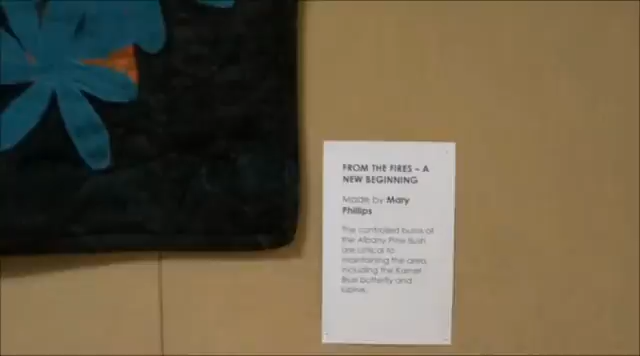 FROM THE FIRES – A
NEW BEGINNING
Made by Mary
Phillips
The controlled burns of
the Albany Pine Bush
are critical to
maintaining the area,
including the Karner
Blue butterfly and
lupine.